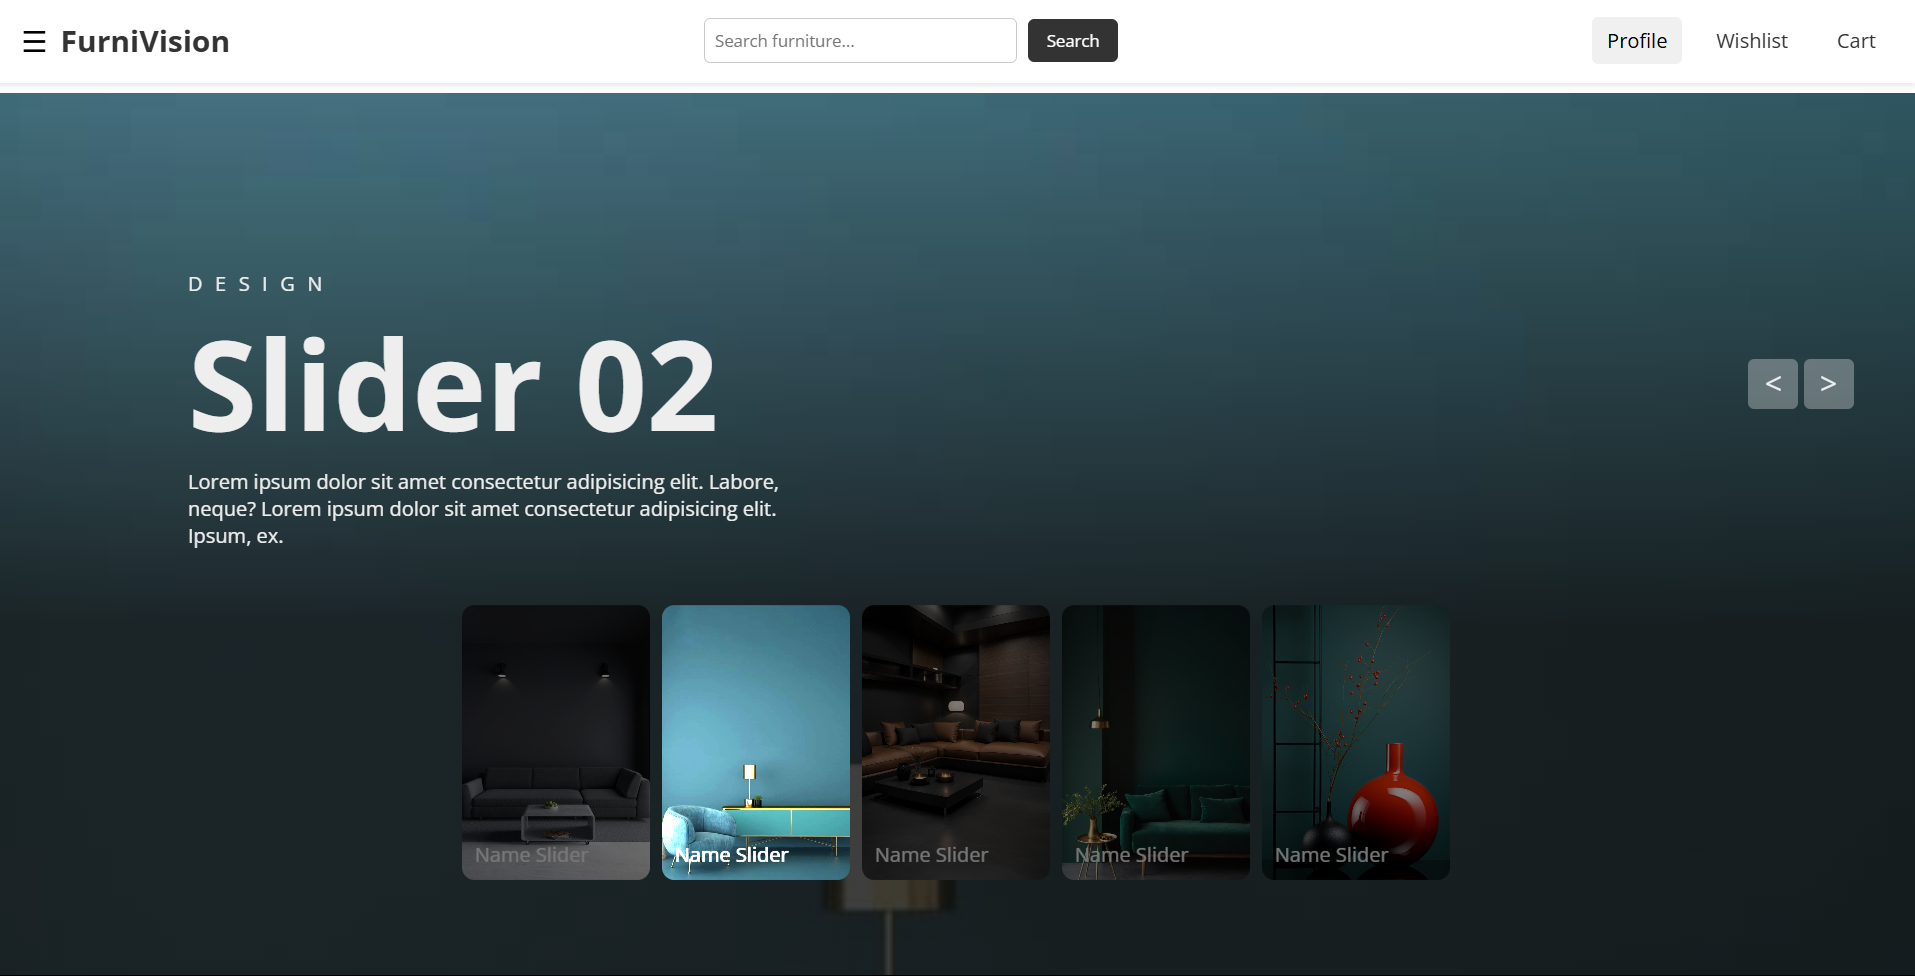 ☰ FurniVision
Search furniture...
Search
Profile
Wishlist
Cart
DESIGN
Slider 02
Lorem ipsum dolor sit amet consectetur adipisicing elit. Labore,
neque? Lorem ipsum dolor sit amet consectetur adipisicing elit.
Ipsum, ex.
<
>
Name Slider
Name Slider
Name Slider
Name Slider
Name Slider